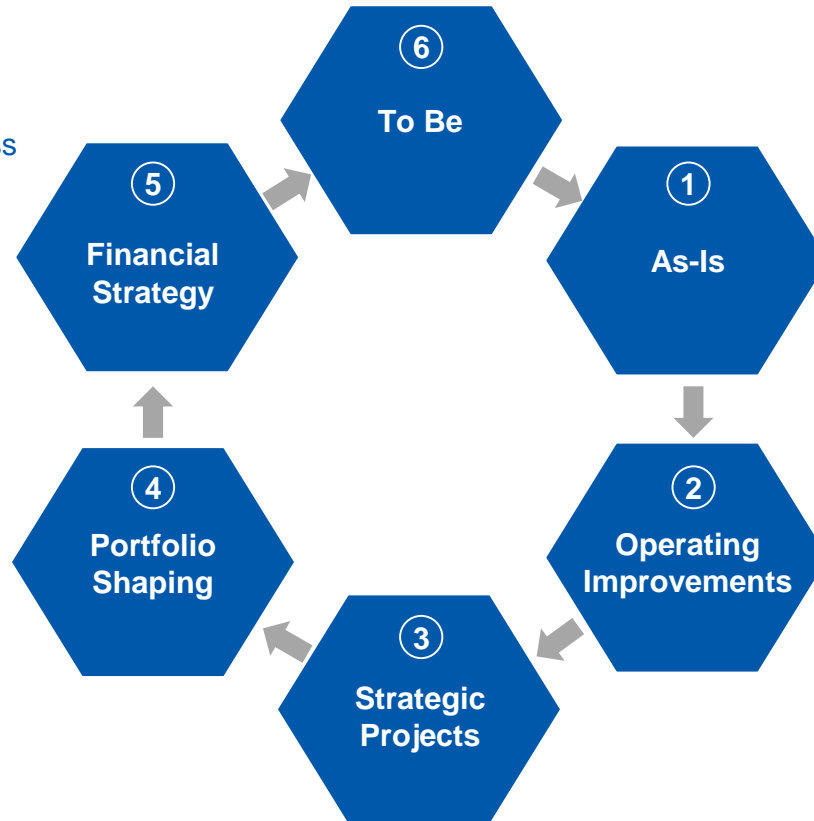 6
To Be
5
Financial
Strategy
1
As-Is
4
Portfolio
Shaping
2
Operating
Improvements
3
Strategic
Projects